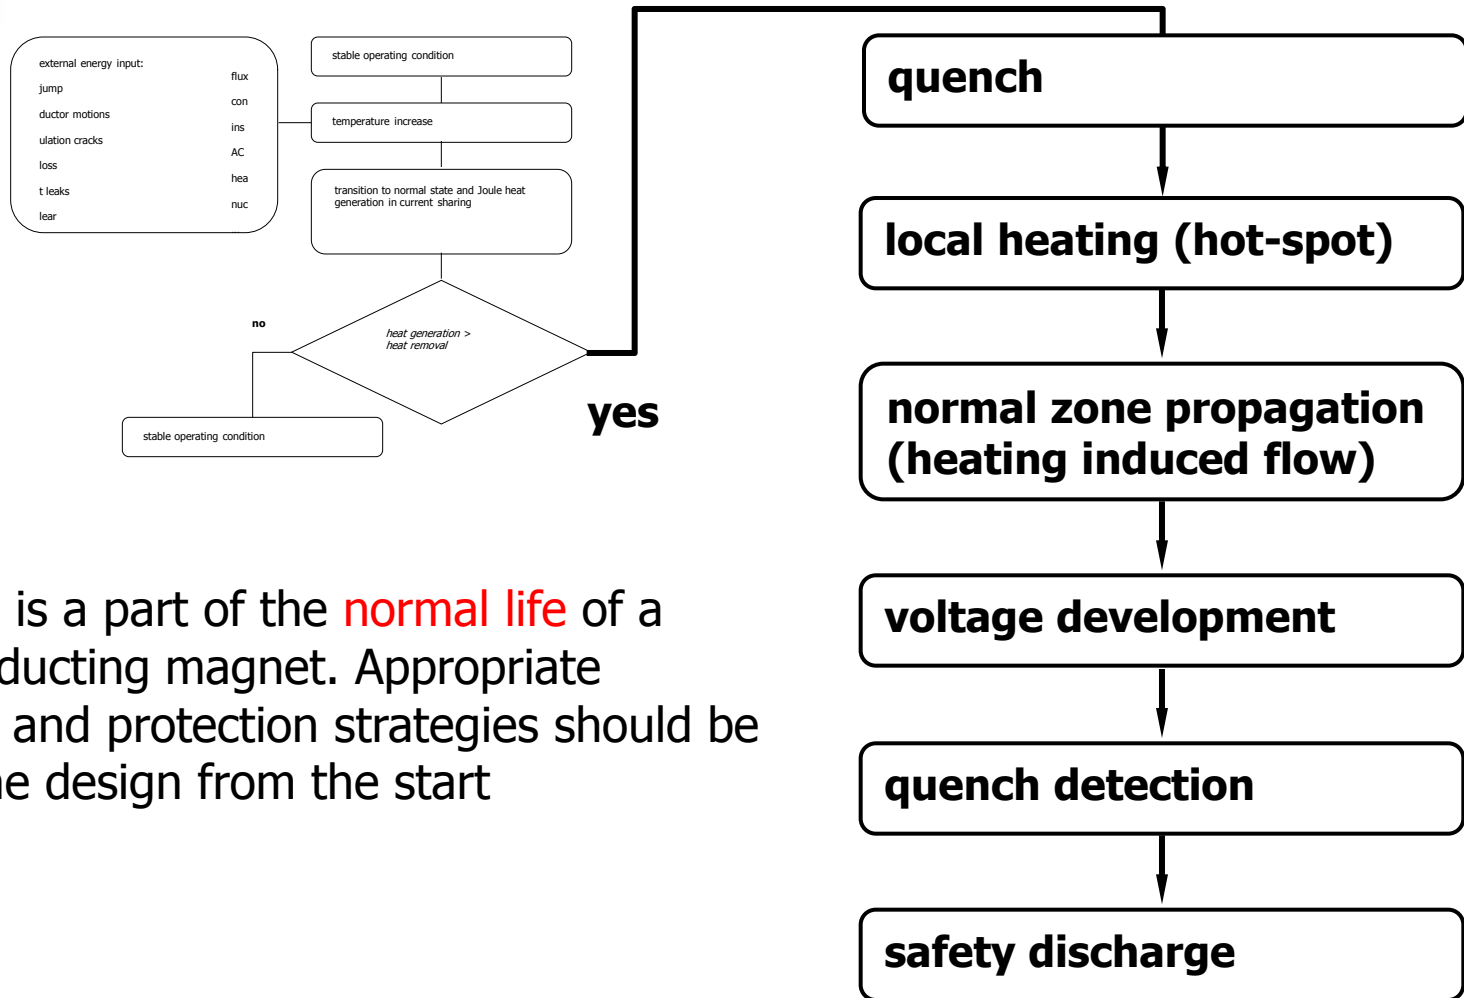 external energy input:
flux
jump
con
ductor motions
ins
ulation cracks
AC
loss
hea
t leaks
nuc
lear
...
stable operating condition
temperature increase
transition to normal state and Joule heat
generation in current sharing
heat generation >
heat removal
no
yes
stable operating condition
quench
local heating (hot-spot)
normal zone propagation
(heating induced flow)
voltage development
quench detection
safety discharge
is a part of the normal life of a
ducting magnet. Appropriate
and protection strategies should be
e design from the start